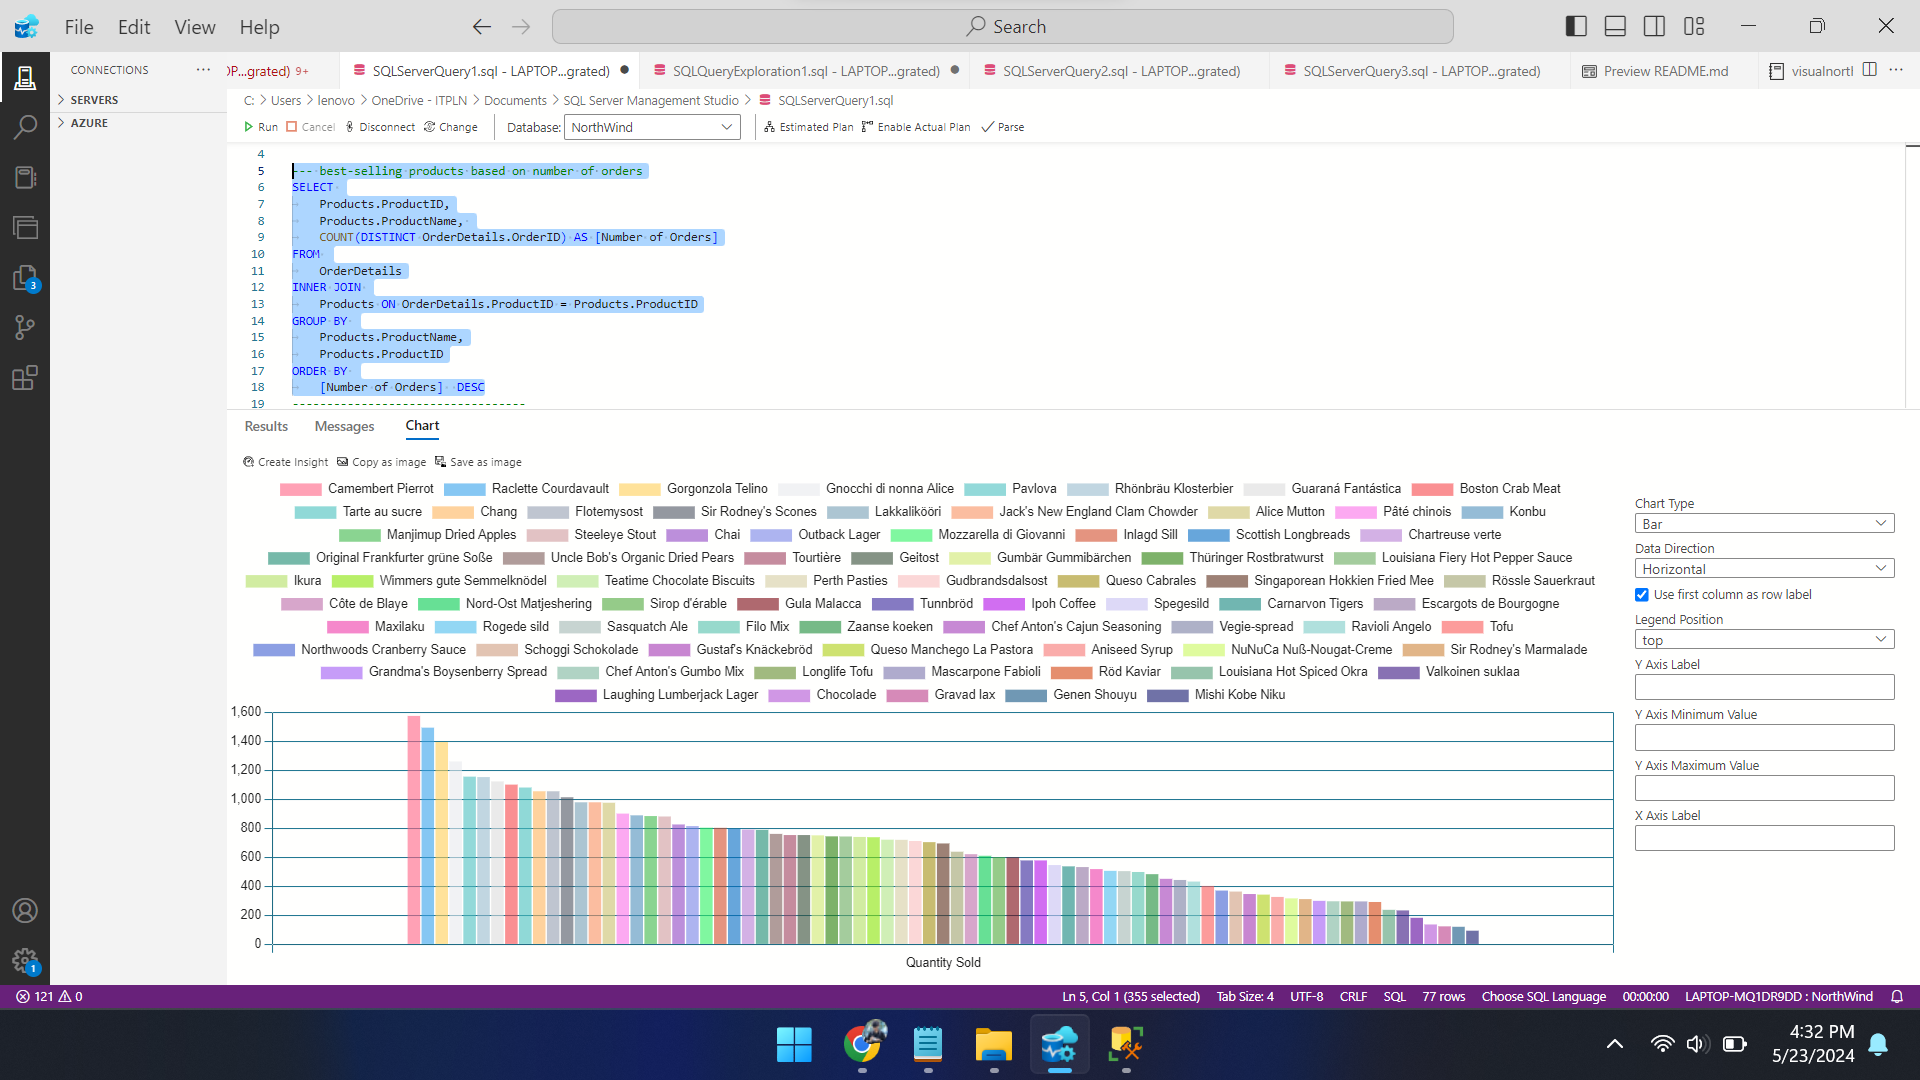 File Edit View Help
Search
CONNECTIONS
SERVERS
AZURE
OP...grated) 9+
SQLServerQuery1.sql - LAPTOP...grated)
SQLQueryExploration1.sql - LAPTOP...grated)
SQLServerQuery2.sql - LAPTOP...grated)
SQLServerQuery3.sql - LAPTOP...grated)
Preview README.md
visualnortl
C: > Users > lenovo > OneDrive - ITPLN > Documents > SQL Server Management Studio > SQLServerQuery1.sql
Run Cancel Disconnect Change Database: NorthWind Estimated Plan Enable Actual Plan Parse
4
5 --- best-selling products based on number of orders
6 SELECT
7 Products.ProductID,
8 Products.ProductName,
9 COUNT(DISTINCT OrderDetails.OrderID) AS [Number of Orders]
10 FROM
11 OrderDetails
12 INNER JOIN
13 Products ON OrderDetails.ProductID = Products.ProductID
14 GROUP BY
15 Products.ProductName,
16 Products.ProductID
17 ORDER BY
18 [Number of Orders] DESC
19 ----------------------------------
Results Messages Chart
Create Insight Copy as image Save as image
Camembert Pierrot Raclette Courdavault Gorgonzola Telino Gnocchi di nonna Alice Pavlova Rhönbräu Klosterbier Guaraná Fantástica Boston Crab Meat
Tarte au sucre Chang Flotemysost Sir Rodney's Scones Lakkalikööri Jack's New England Clam Chowder Alice Mutton Pâté chinois Konbu
Manjimup Dried Apples Steeleye Stout Chai Outback Lager Mozzarella di Giovanni Inlagd Sill Scottish Longbreads Chartreuse verte
Original Frankfurter grüne Soße Uncle Bob's Organic Dried Pears Tourtière Geitost Gumbär Gummibärchen Thüringer Rostbratwurst Louisiana Fiery Hot Pepper Sauce
Ikura Wimmers gute Semmelknödel Teatime Chocolate Biscuits Perth Pasties Gudbrandsdalsost Queso Cabrales Singaporean Hokkien Fried Mee Rössle Sauerkraut
Côte de Blaye Nord-Ost Matjeshering Sirop d'érable Gula Malacca Tunnbröd Ipoh Coffee Spegesild Carnarvon Tigers Escargots de Bourgogne
Maxilaku Rogede sild Sasquatch Ale Filo Mix Zaanse koeken Chef Anton's Cajun Seasoning Vegie-spread Ravioli Angelo Tofu
Northwoods Cranberry Sauce Schoggi Schokolade Gustaf's Knäckebröd Queso Manchego La Pastora Aniseed Syrup NuNuCa Nuß-Nougat-Creme Sir Rodney's Marmalade
Grandma's Boysenberry Spread Chef Anton's Gumbo Mix Longlife Tofu Mascarpone Fabioli Röd Kaviar Louisiana Hot Spiced Okra Valkoinen suklaa
Laughing Lumberjack Lager Chocolade Gravad lax Genen Shouyu Mishi Kobe Niku
1,600
1,400
1,200
1,000
800
600
400
200
0
Quantity Sold
Chart Type
Bar
Data Direction
Horizontal
Use first column as row label
Legend Position
top
Y Axis Label
Y Axis Minimum Value
Y Axis Maximum Value
X Axis Label
3
1
121 0
Ln 5, Col 1 (355 selected) Tab Size: 4 UTF-8 CRLF SQL 77 rows Choose SQL Language 00:00:00 LAPTOP-MQ1DR9DD : NorthWind
4:32 PM
5/23/2024